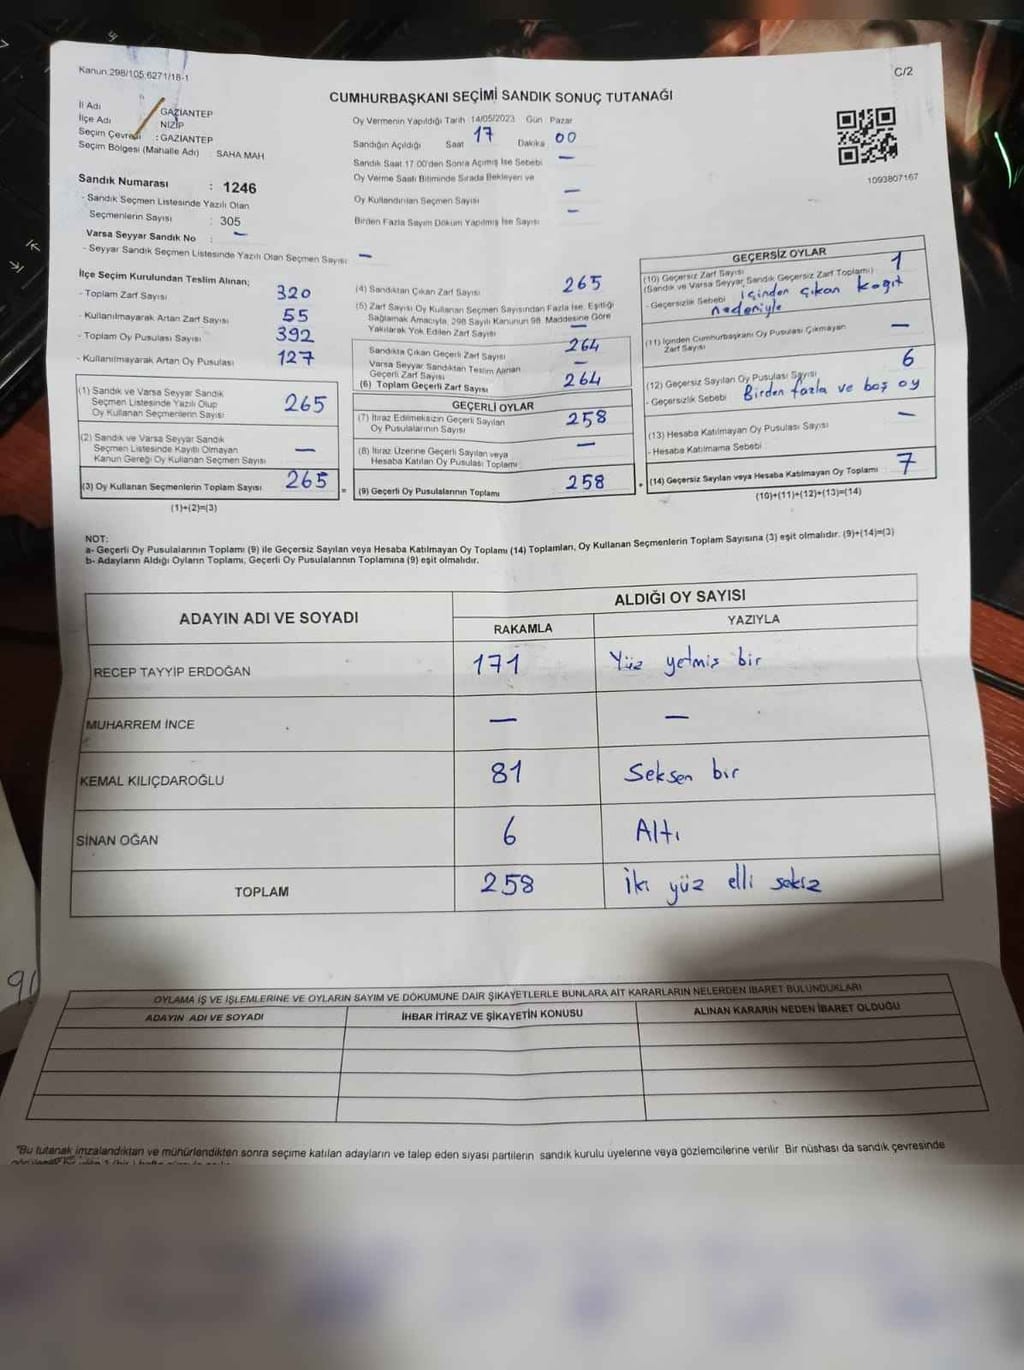 Kanun:298/105 6271/18-1
C/2
CUMHURBAŞKANI SEÇİMİ SANDIK SONUÇ TUTANAĞI
İl Adı GAZİANTEP
İlçe Adı NİZİP
Seçim Çevresi : GAZİANTEP
Seçim Bölgesi (Mahalle Adı) SAHA MAH
Sandık Numarası : 1246
- Sandık Seçmen Listesinde Yazılı Olan
Seçmenlerin Sayısı : 305
Varsa Seyyar Sandık No : —
- Seyyar Sandık Seçmen Listesinde Yazılı Olan Seçmen Sayısı: —
Oy Vermenin Yapıldığı Tarih 14/05/2023 Gün Pazar
Sandığın Açıldığı Saat 17 Dakika 00
Sandık Saat 17.00'den Sonra Açılmış İse Sebebi —
Oy Verme Saati Bitiminde Sırada Bekleyen ve
Oy Kullandırılan Seçmen Sayısı —
Birden Fazla Sayım Döküm Yapılmış İse Sayısı —
1093807167
İlçe Seçim Kurulundan Teslim Alınan;
- Toplam Zarf Sayısı 320
- Kullanılmayarak Artan Zarf Sayısı 55
- Toplam Oy Pusulası Sayısı 392
- Kullanılmayarak Artan Oy Pusulası 127
(1) Sandık ve Varsa Seyyar Sandık
Seçmen Listesinde Yazılı Olup
Oy Kullanan Seçmenlerin Sayısı 265
(2) Sandık ve Varsa Seyyar Sandık
Seçmen Listesinde Kayıtlı Olmayan
Kanun Gereği Oy Kullanan Seçmen Sayısı —
(3) Oy Kullanan Seçmenlerin Toplam Sayısı 265
(1)+(2)=(3)
(4) Sandıktan Çıkan Zarf Sayısı 265
(5) Zarf Sayısı Oy Kullanan Seçmen Sayısından Fazla İse, Eşitliği
Sağlamak Amacıyla, 298 Sayılı Kanunun 98. Maddesine Göre
Yakılarak Yok Edilen Zarf Sayısı —
Sandıkta Çıkan Geçerli Zarf Sayısı 264
Varsa Seyyar Sandıktan Teslim Alınan
Geçerli Zarf Sayısı —
(6) Toplam Geçerli Zarf Sayısı 264
GEÇERLİ OYLAR
(7) İtiraz Edilmeksizin Geçerli Sayılan
Oy Pusulalarının Sayısı 258
(8) İtiraz Üzerine Geçerli Sayılan veya
Hesaba Katılan Oy Pusulası Toplamı —
= (9) Geçerli Oy Pusulalarının Toplamı 258
GEÇERSİZ OYLAR
(10) Geçersiz Zarf Sayısı 1
(Sandık ve Varsa Seyyar Sandık Geçersiz Zarf Toplamı)
- Geçersizlik Sebebi içinden çıkan kağıt
nedeniyle
(11) İçinden Cumhurbaşkanı Oy Pusulası Çıkmayan
Zarf Sayısı —
(12) Geçersiz Sayılan Oy Pusulası Sayısı 6
- Geçersizlik Sebebi Birden fazla ve boş oy
(13) Hesaba Katılmayan Oy Pusulası Sayısı —
- Hesaba Katılmama Sebebi
+ (14) Geçersiz Sayılan veya Hesaba Katılmayan Oy Toplamı 7
(10)+(11)+(12)+(13)=(14)
NOT:
a- Geçerli Oy Pusulalarının Toplamı (9) ile Geçersiz Sayılan veya Hesaba Katılmayan Oy Toplamı (14) Toplamları, Oy Kullanan Seçmenlerin Toplam Sayısına (3) eşit olmalıdır. (9)+(14)=(3)
b- Adayların Aldığı Oyların Toplamı, Geçerli Oy Pusulalarının Toplamına (9) eşit olmalıdır.
ADAYIN ADI VE SOYADI ALDIĞI OY SAYISI
RAKAMLA YAZIYLA
RECEP TAYYİP ERDOĞAN 171 Yüz yetmiş bir
MUHARREM İNCE — —
KEMAL KILIÇDAROĞLU 81 Seksen bir
SİNAN OĞAN 6 Altı
TOPLAM 258 İki yüz elli sekiz
OYLAMA İŞ VE İŞLEMLERİNE VE OYLARIN SAYIM VE DÖKÜMÜNE DAİR ŞİKAYETLERLE BUNLARA AİT KARARLARIN NELERDEN İBARET BULUNDUKLARI
ADAYIN ADI VE SOYADI İHBAR İTİRAZ VE ŞİKAYETİN KONUSU ALINAN KARARIN NEDEN İBARET OLDUĞU
*Bu tutanak imzalandıktan ve mühürlendikten sonra seçime katılan adayların ve talep eden siyasi partilerin sandık kurulu üyelerine veya gözlemcilerine verilir Bir nüshası da sandık çevresinde